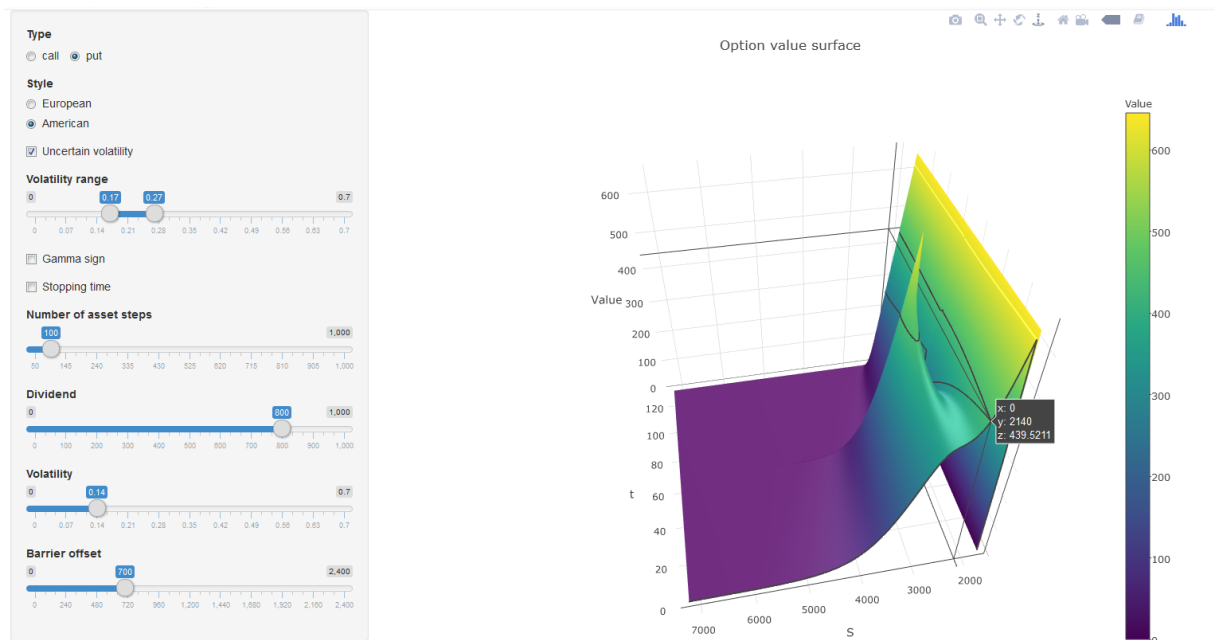 Type
call put
Style
European
American
Uncertain volatility
Volatility range
0 0.17 0.27 0.7
0 0.07 0.14 0.21 0.28 0.35 0.42 0.49 0.56 0.63 0.7
Gamma sign
Stopping time
Number of asset steps
100 1,000
50 145 240 335 430 525 620 715 810 905 1,000
Dividend
0 800 1,000
0 100 200 300 400 500 600 700 800 900 1,000
Volatility
0 0.14 0.7
0 0.07 0.14 0.21 0.28 0.35 0.42 0.49 0.56 0.63 0.7
Barrier offset
0 700 2,400
0 240 480 720 960 1,200 1,440 1,680 1,920 2,160 2,400
Option value surface
600
500
400
Value 300
200
100
0
120
100
80
t 60
40
20
0
7000 6000 5000 4000 3000 2000
S
x: 0
y: 2140
z: 439.5211
Value
600
500
400
300
200
100
0